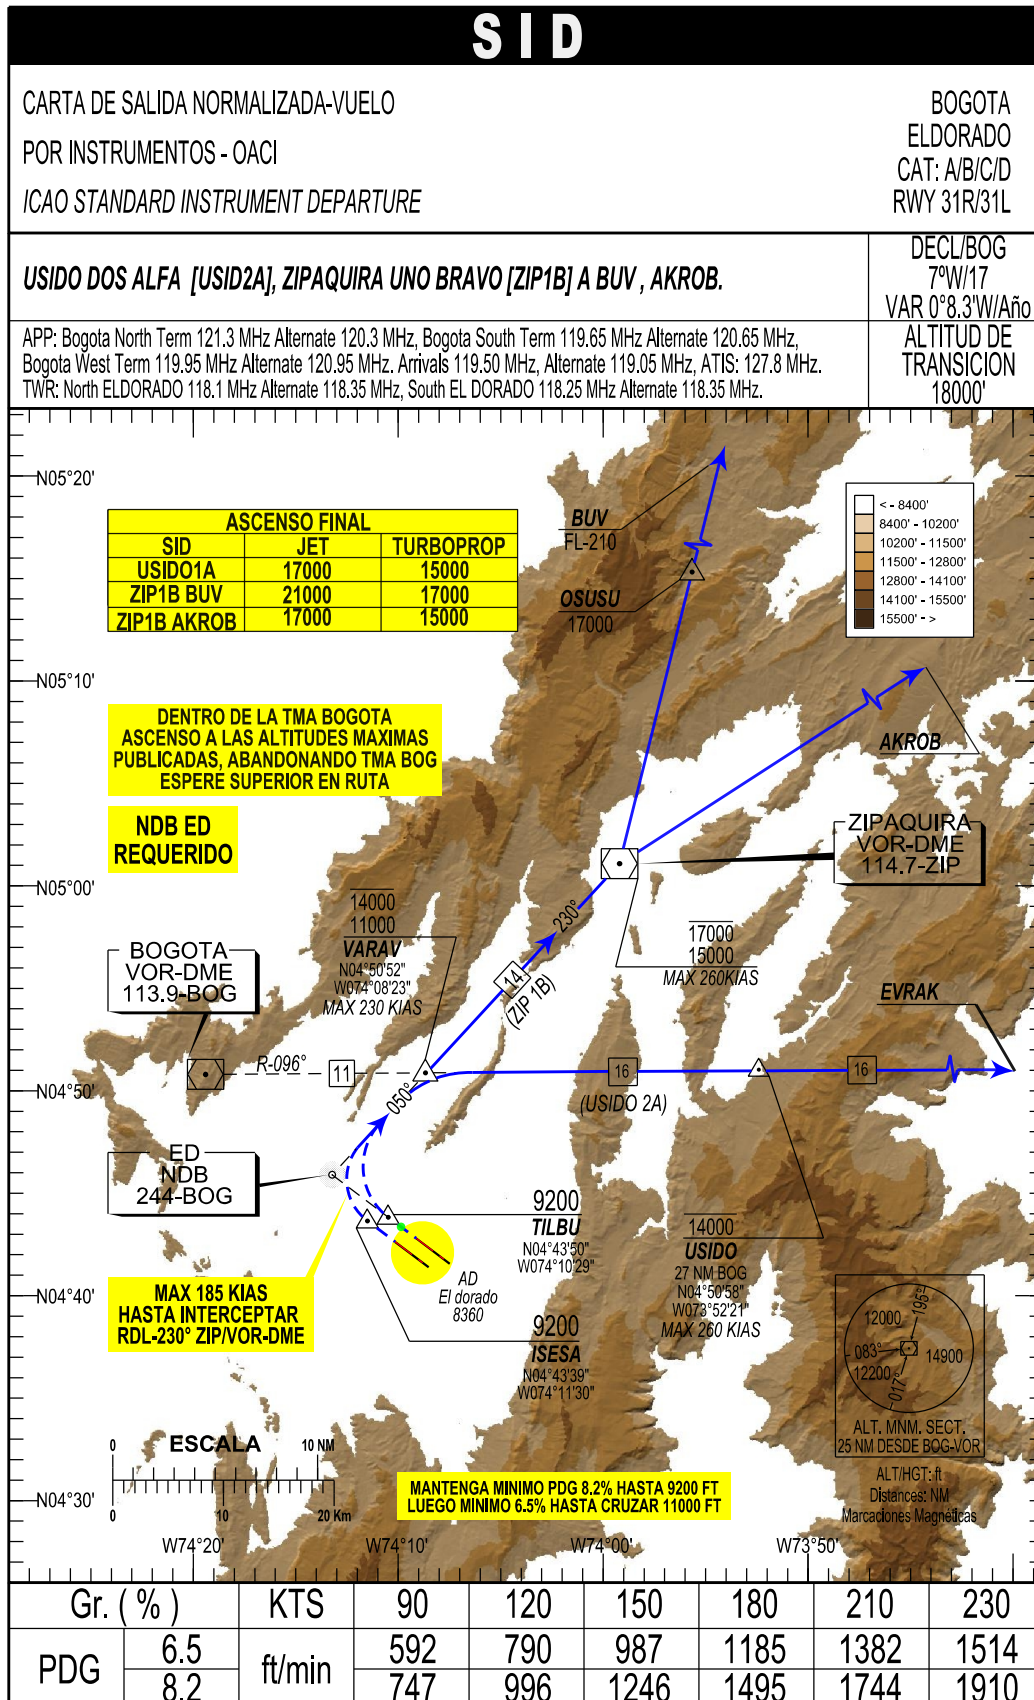 SID
CARTA DE SALIDA NORMALIZADA-VUELO
POR INSTRUMENTOS - OACI
ICAO STANDARD INSTRUMENT DEPARTURE
BOGOTA
ELDORADO
CAT: A/B/C/D
RWY 31R/31L
USIDO DOS ALFA [USID2A], ZIPAQUIRA UNO BRAVO [ZIP1B] A BUV , AKROB.
DECL/BOG
7°W/17
VAR 0°8.3'W/Año
APP: Bogota North Term 121.3 MHz Alternate 120.3 MHz, Bogota South Term 119.65 MHz Alternate 120.65 MHz,
Bogota West Term 119.95 MHz Alternate 120.95 MHz. Arrivals 119.50 MHz, Alternate 119.05 MHz, ATIS: 127.8 MHz.
TWR: North ELDORADO 118.1 MHz Alternate 118.35 MHz, South EL DORADO 118.25 MHz Alternate 118.35 MHz.
ALTITUD DE
TRANSICION
18000'
N05°20'
ASCENSO FINAL
SID JET TURBOPROP
USIDO1A 17000 15000
ZIP1B BUV 21000 17000
ZIP1B AKROB 17000 15000
BUV
FL-210
OSUSU
17000
< - 8400'
8400' - 10200'
10200' - 11500'
11500' - 12800'
12800' - 14100'
14100' - 15500'
15500' - >
N05°10'
DENTRO DE LA TMA BOGOTA
ASCENSO A LAS ALTITUDES MAXIMAS
PUBLICADAS, ABANDONANDO TMA BOG
ESPERE SUPERIOR EN RUTA
AKROB
NDB ED
REQUERIDO
ZIPAQUIRA
VOR-DME
114.7-ZIP
N05°00'
14000
11000
VARAV
N04°50'52"
W074°08'23"
MAX 230 KIAS
230°
14
(ZIP 1B)
17000
15000
MAX 260KIAS
BOGOTA
VOR-DME
113.9-BOG
EVRAK
R-096°
11
N04°50'
050°
16
(USIDO 2A)
16
ED
NDB
244-BOG
9200
TILBU
N04°43'50"
W074°10'29"
14000
USIDO
27 NM BOG
N04°50'58"
W073°52'21"
MAX 260 KIAS
N04°40'
MAX 185 KIAS
HASTA INTERCEPTAR
RDL-230° ZIP/VOR-DME
AD
El dorado
8360
9200
ISESA
N04°43'39"
W074°11'30"
195°
12000
083°
14900
12200
017°
ALT. MNM. SECT.
25 NM DESDE BOG-VOR
ALT/HGT: ft
Distances: NM
Marcaciones Magnéticas
ESCALA
0 10 NM
0 20 Km
N04°30'
MANTENGA MINIMO PDG 8.2% HASTA 9200 FT
LUEGO MINIMO 6.5% HASTA CRUZAR 11000 FT
W74°20' W74°10' W74°00' W73°50'
Gr. ( % ) KTS 90 120 150 180 210 230
PDG 6.5 ft/min 592 790 987 1185 1382 1514
8.2 747 996 1246 1495 1744 1910